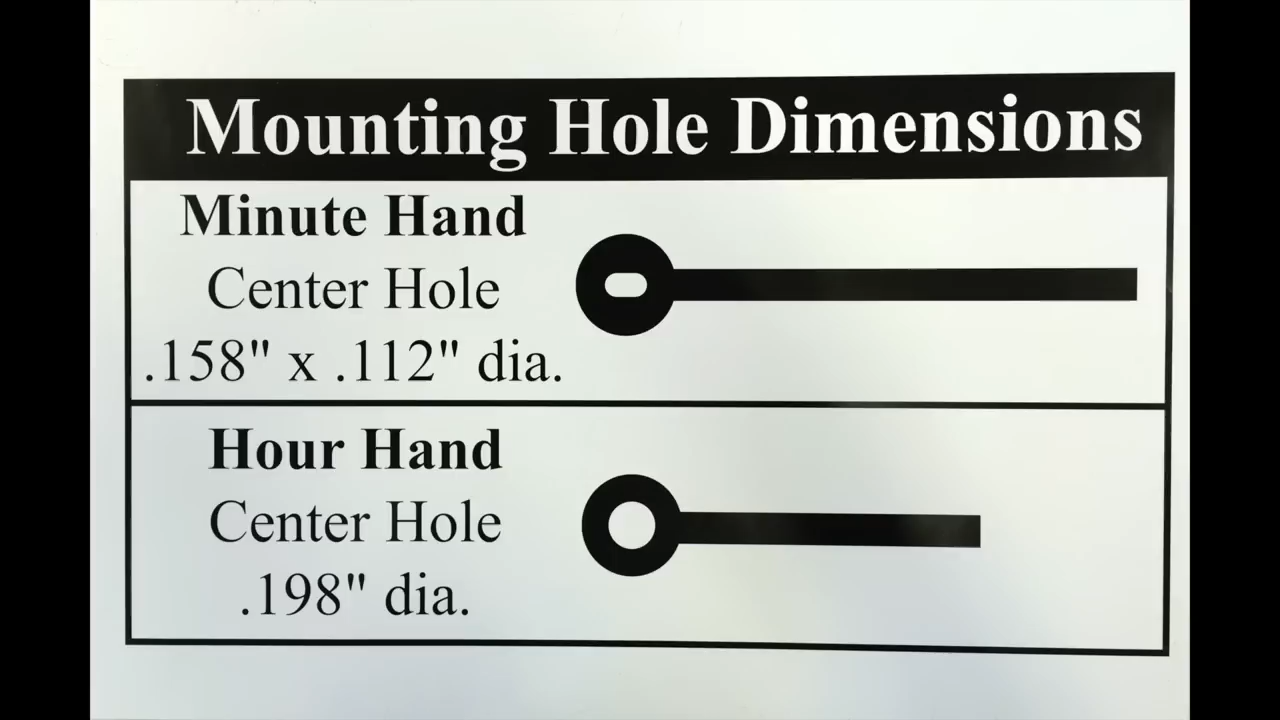 Mounting Hole Dimensions
Minute Hand
Center Hole
.158" x .112" dia.
Hour Hand
Center Hole
.198" dia.